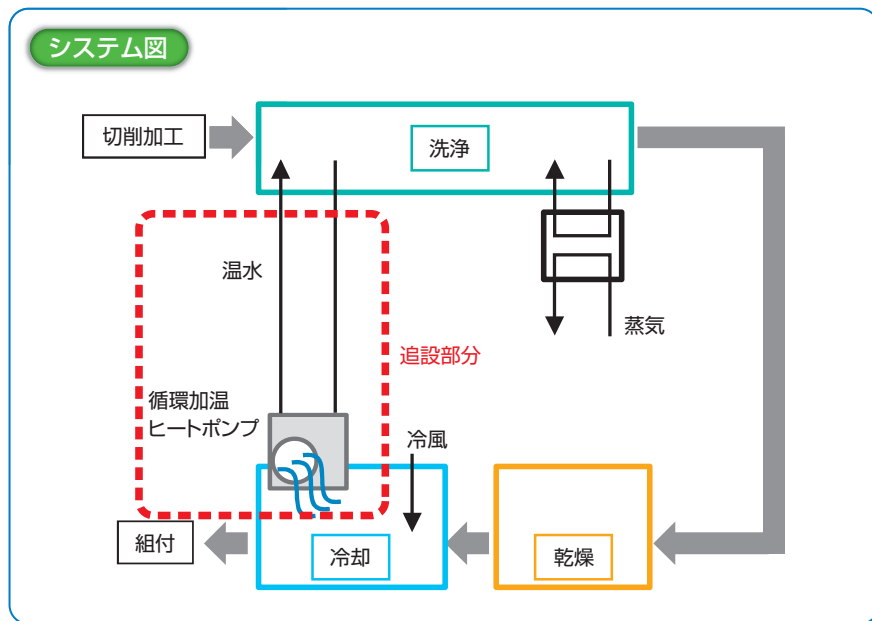 システム図
切削加工
洗浄
温水
蒸気
追設部分
循環加温
ヒートポンプ
冷風
組付
冷却
乾燥